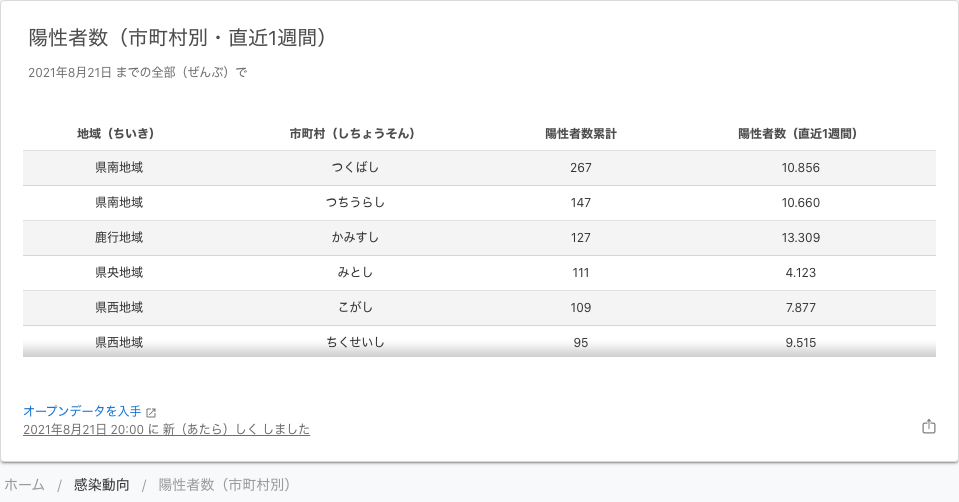 陽性者数（市町村別・直近1週間）
2021年8月21日 までの全部（ぜんぶ）で
地域（ちいき） 市町村（しちょうそん） 陽性者数累計 陽性者数（直近1週間）
県南地域 つくばし 267 10.856
県南地域 つちうらし 147 10.660
鹿行地域 かみすし 127 13.309
県央地域 みとし 111 4.123
県西地域 こがし 109 7.877
県西地域 ちくせいし 95 9.515
オープンデータを入手
2021年8月21日 20:00 に 新（あたら）しく しました
ホーム / 感染動向 / 陽性者数（市町村別）